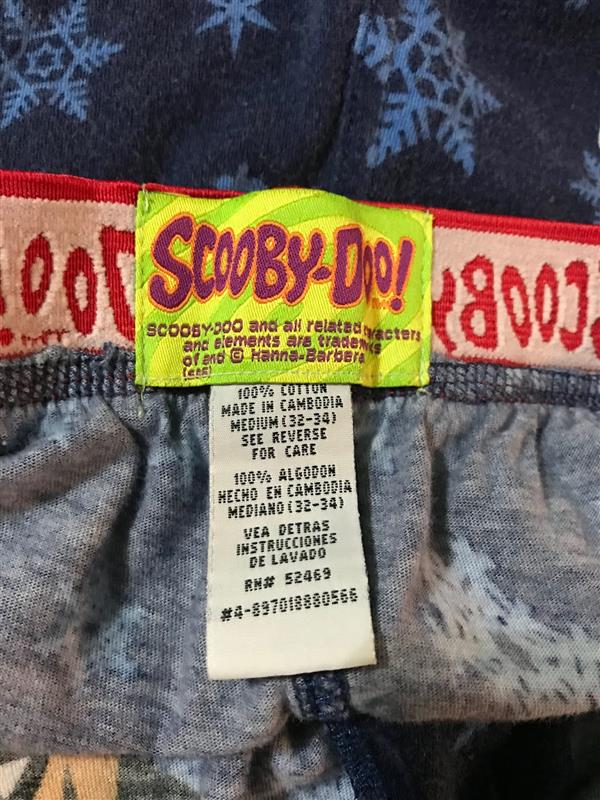 SCOOBY-DOO!
SCOOBY-DOO and all related characters
and elements are trademarks
of and © Hanna-Barbera
100% COTTON
MADE IN CAMBODIA
MEDIUM (32-34)
SEE REVERSE
FOR CARE
100% ALGODON
HECHO EN CAMBODIA
MEDIANO (32-34)
VEA DETRAS
INSTRUCCIONES
DE LAVADO
RN# 52469
#4-897018880566
DOO!
SCOOBY